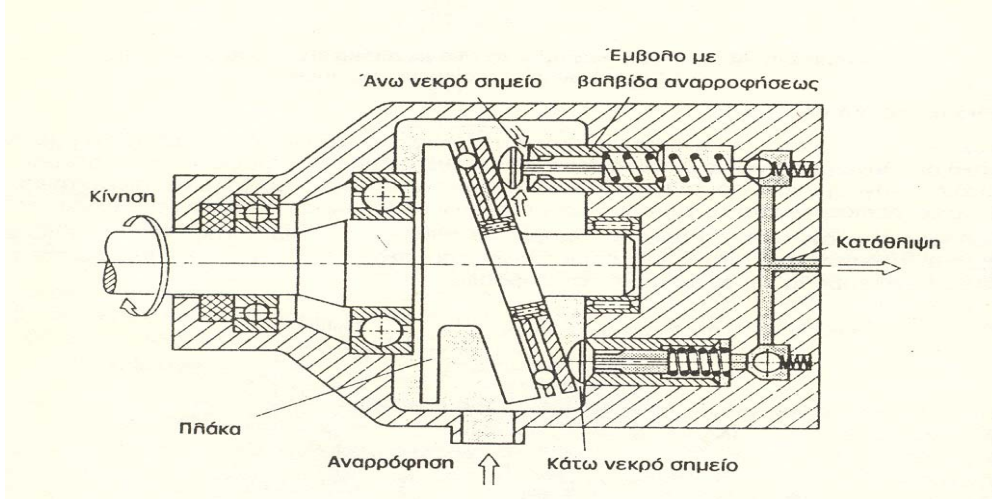 Έμβολο με
Άνω νεκρό σημείο
βαλβίδα αναρροφήσεως
Κίνηση
Κατάθλιψη
Πλάκα
Αναρρόφηση
Κάτω νεκρό σημείο